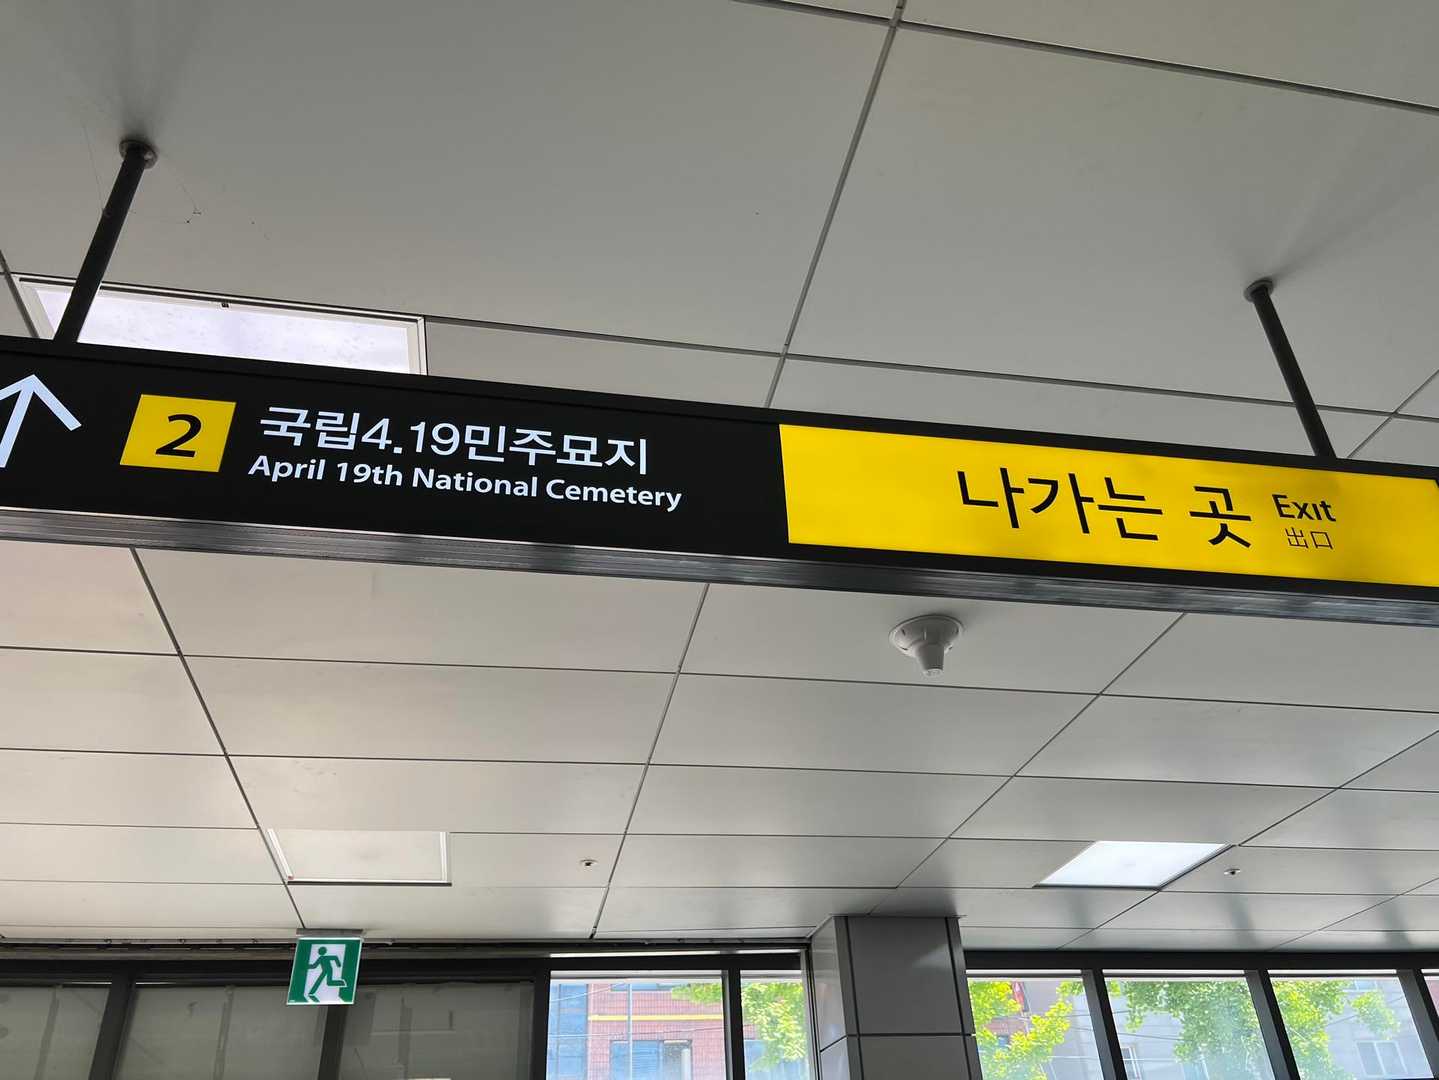 2
국립4.19민주묘지
April 19th National Cemetery
나가는 곳
Exit
出口